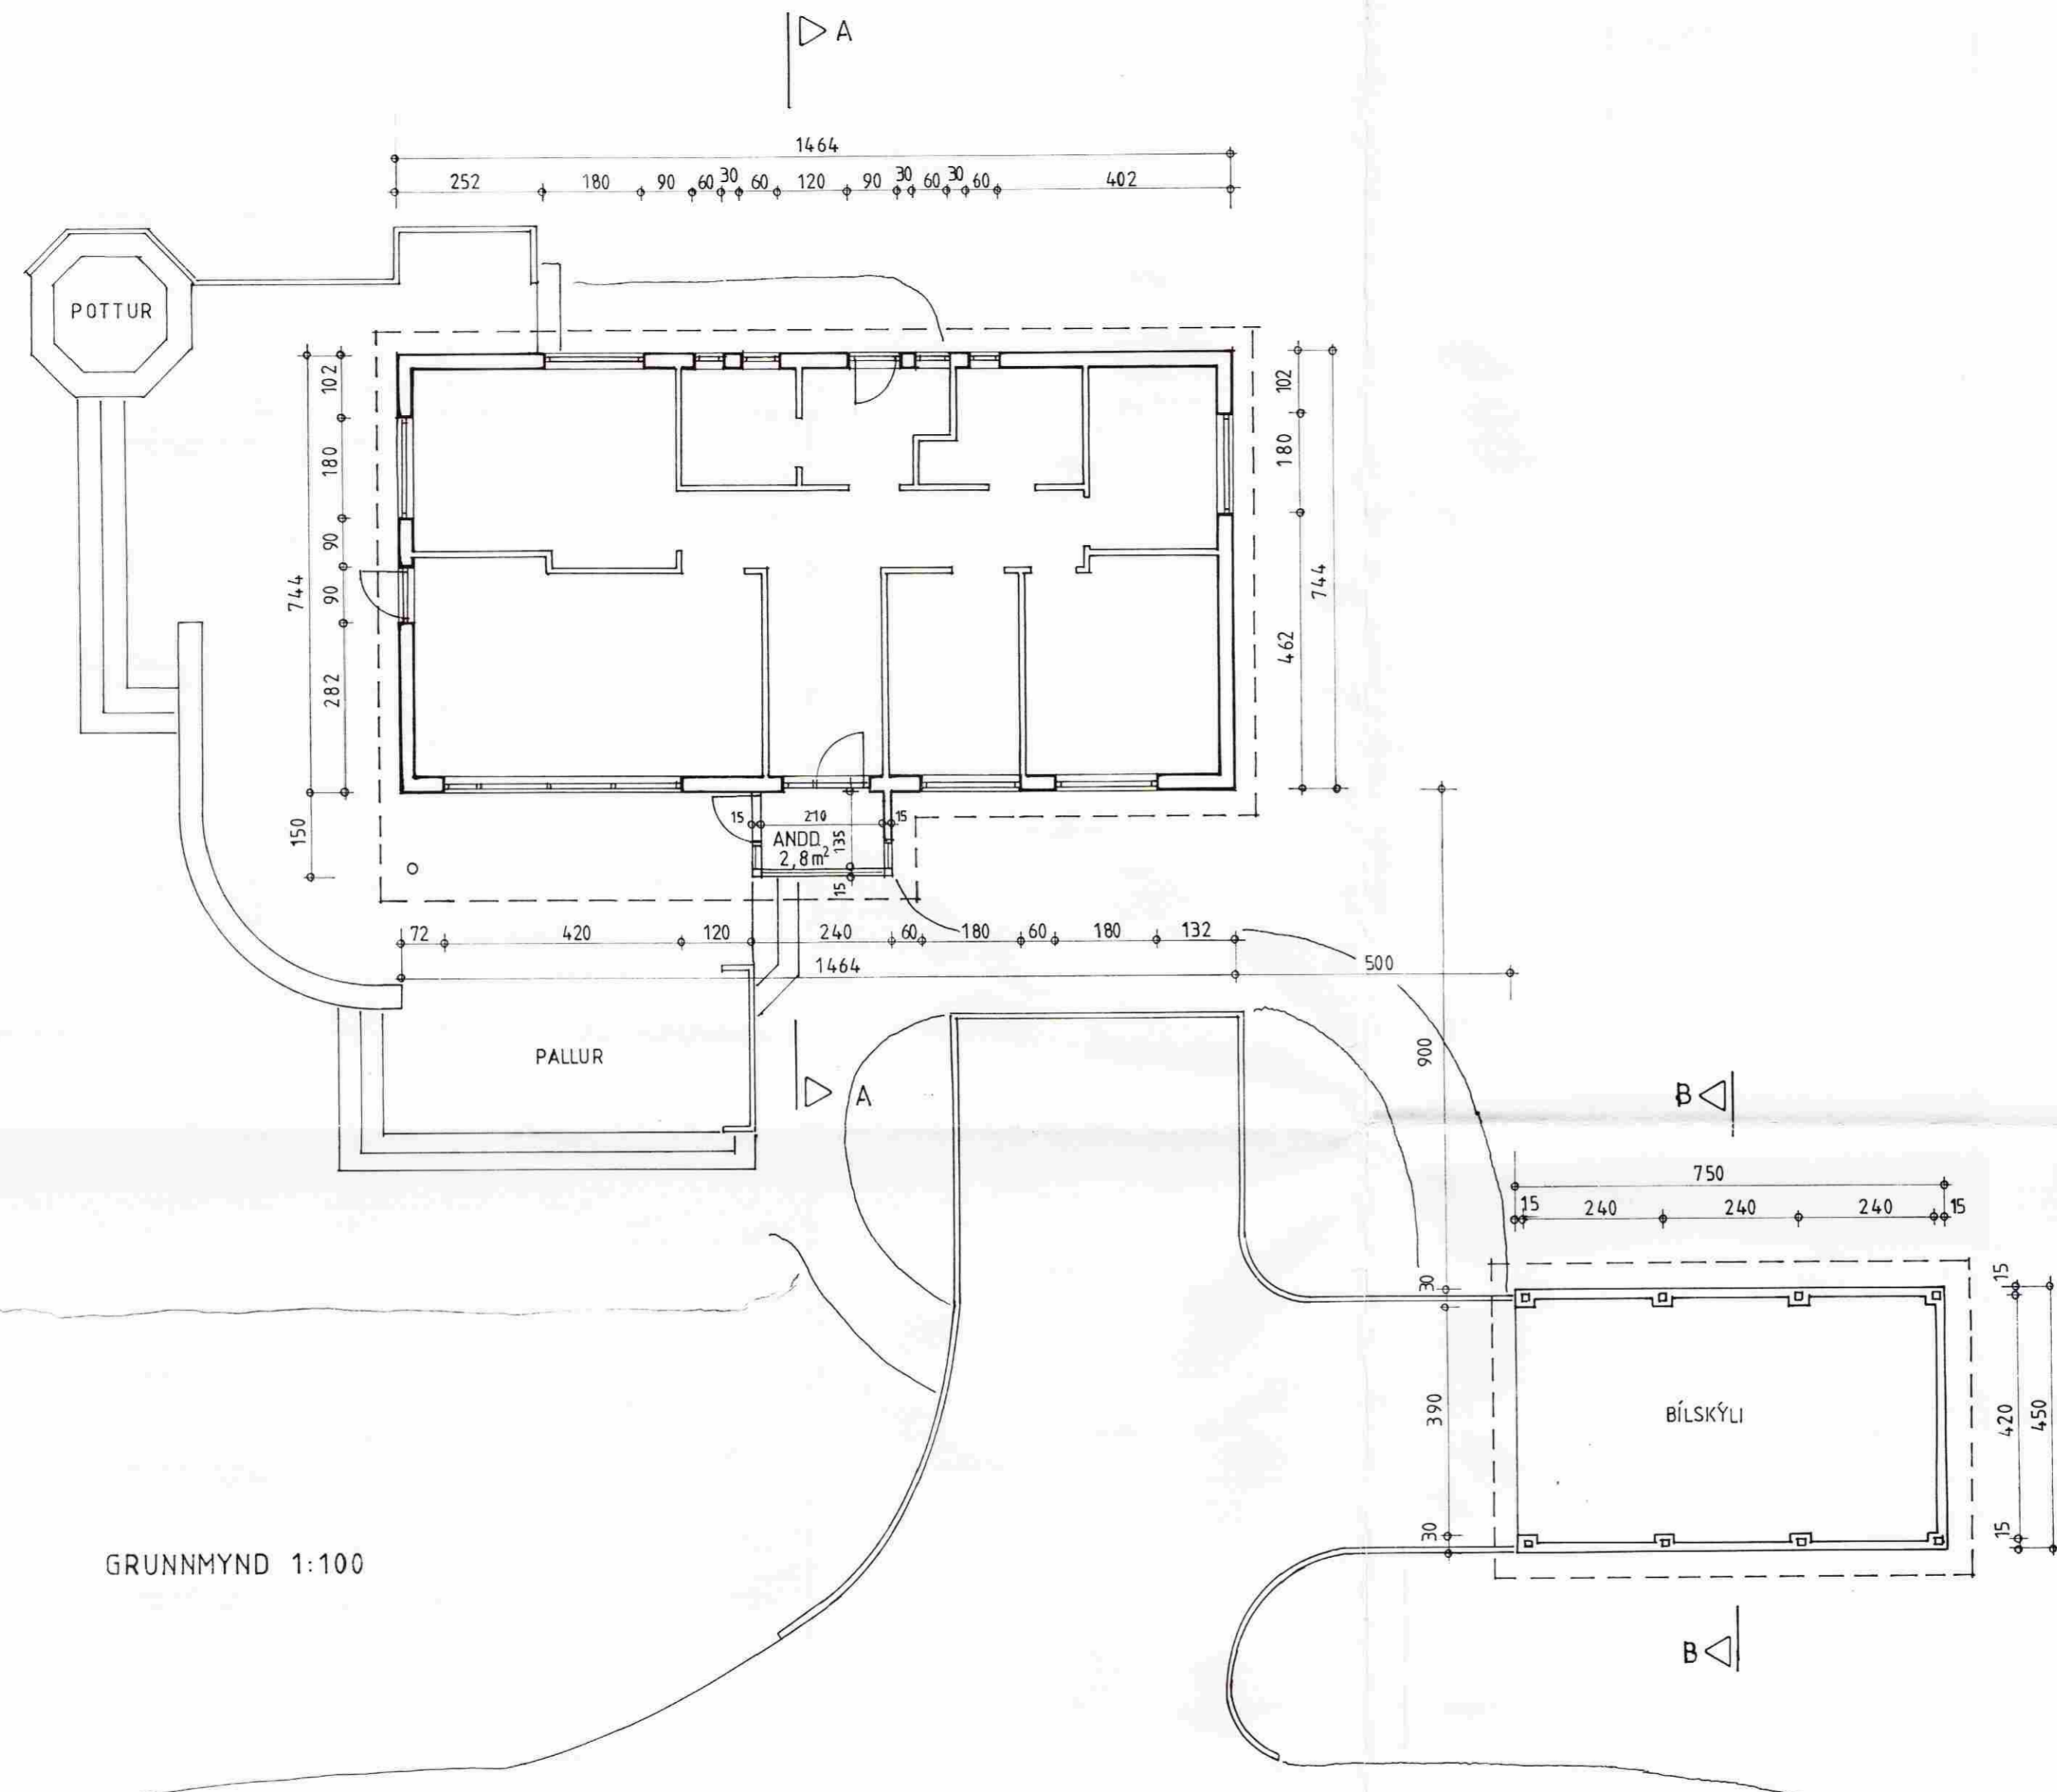 A
1464
252 180 90 60 30 60 120 90 30 60 30 60 402
POTTUR
102
180
90
90
282
744
150
102
180
462
744
15 210 15
ANDD.
2,8m² 135
15
72 420 120 240 60 180 60 180 132
1464 500
PALLUR
A
900
B
750
15 240 240 240 15
30
390
30
BÍLSKÝLI
15
420
15
450
GRUNNMYND 1:100
B